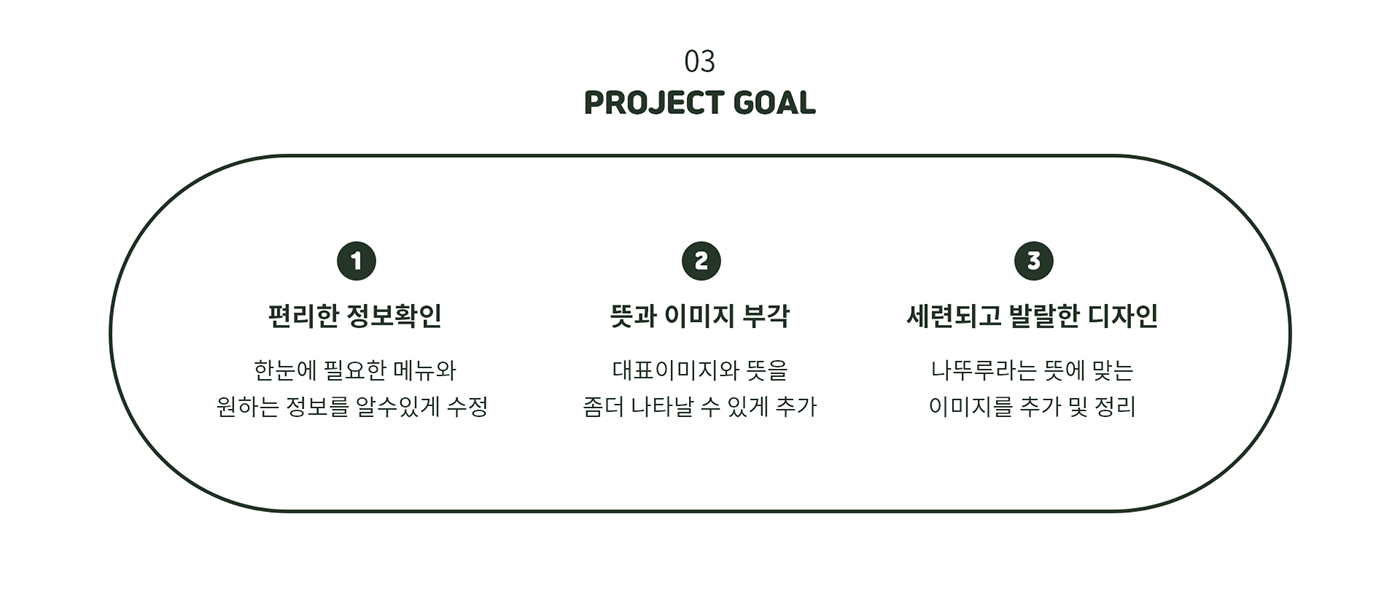 03
PROJECT GOAL
1
편리한 정보확인
한눈에 필요한 메뉴와
원하는 정보를 알수있게 수정
2
뜻과 이미지 부각
대표이미지와 뜻을
좀더 나타날 수 있게 추가
3
세련되고 발랄한 디자인
나뚜루라는 뜻에 맞는
이미지를 추가 및 정리